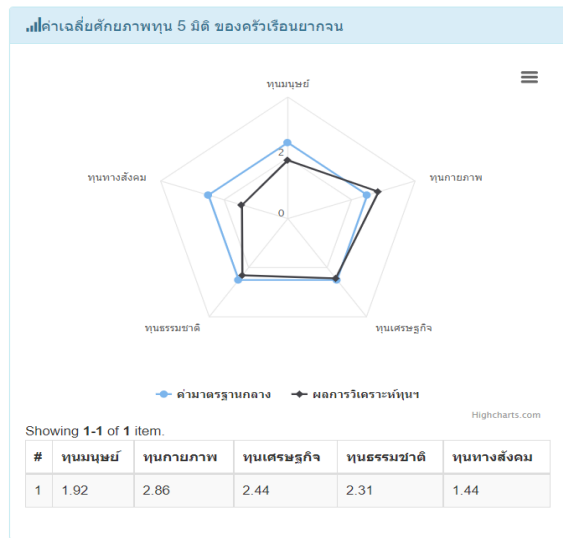 ค่าเฉลี่ยศักยภาพทุน 5 มิติ ของครัวเรือนยากจน
ทุนมนุษย์
2
ทุนทางสังคม
ทุนกายภาพ
0
ทุนธรรมชาติ
ทุนเศรษฐกิจ
ค่ามาตรฐานกลาง
ผลการวิเคราะห์ทุนฯ
Highcharts.com
Showing 1-1 of 1 item.
# ทุนมนุษย์ ทุนกายภาพ ทุนเศรษฐกิจ ทุนธรรมชาติ ทุนทางสังคม
1 1.92 2.86 2.44 2.31 1.44